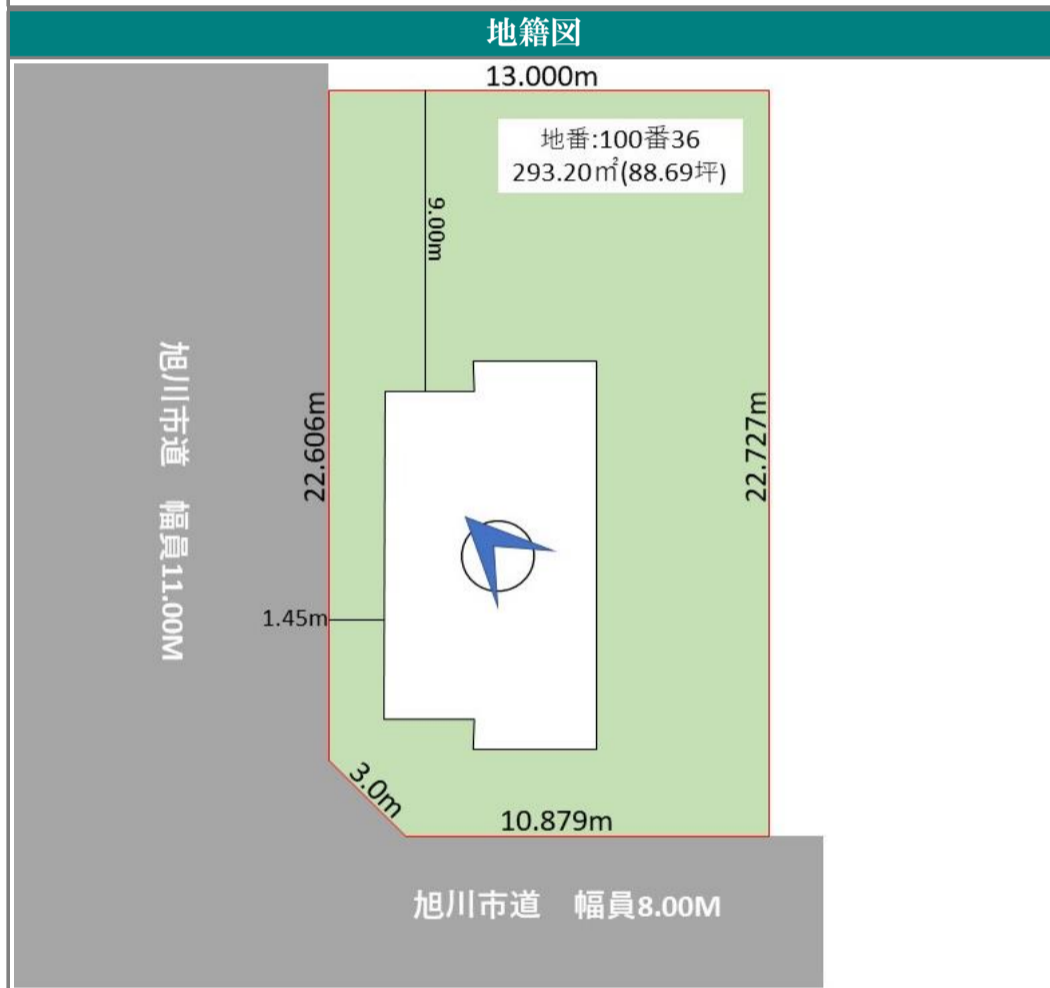 地籍図
13.000m
地番:100番36
293.20㎡(88.69坪)
9.00m
旭川市道 幅員11.00M
22.606m
22.727m
1.45m
3.0m
10.879m
旭川市道 幅員8.00M